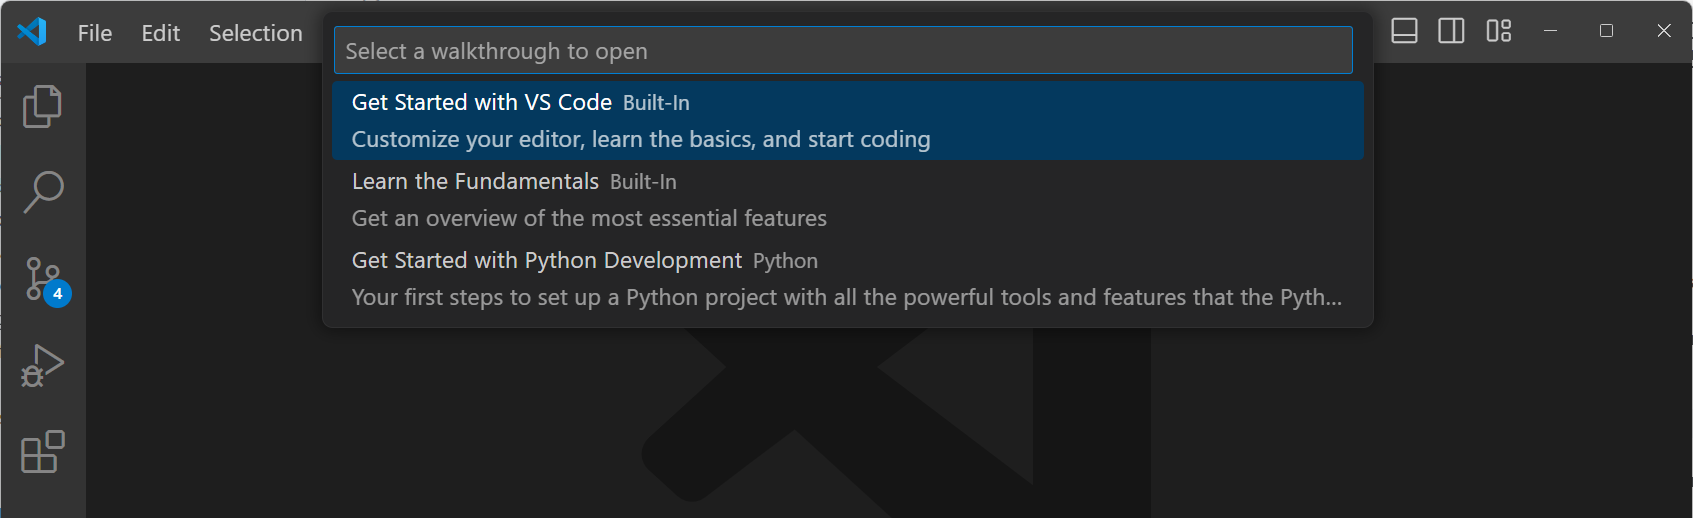 File Edit Selection
Select a walkthrough to open
Get Started with VS Code Built-In
Customize your editor, learn the basics, and start coding
Learn the Fundamentals Built-In
Get an overview of the most essential features
Get Started with Python Development Python
Your first steps to set up a Python project with all the powerful tools and features that the Pyth...
4